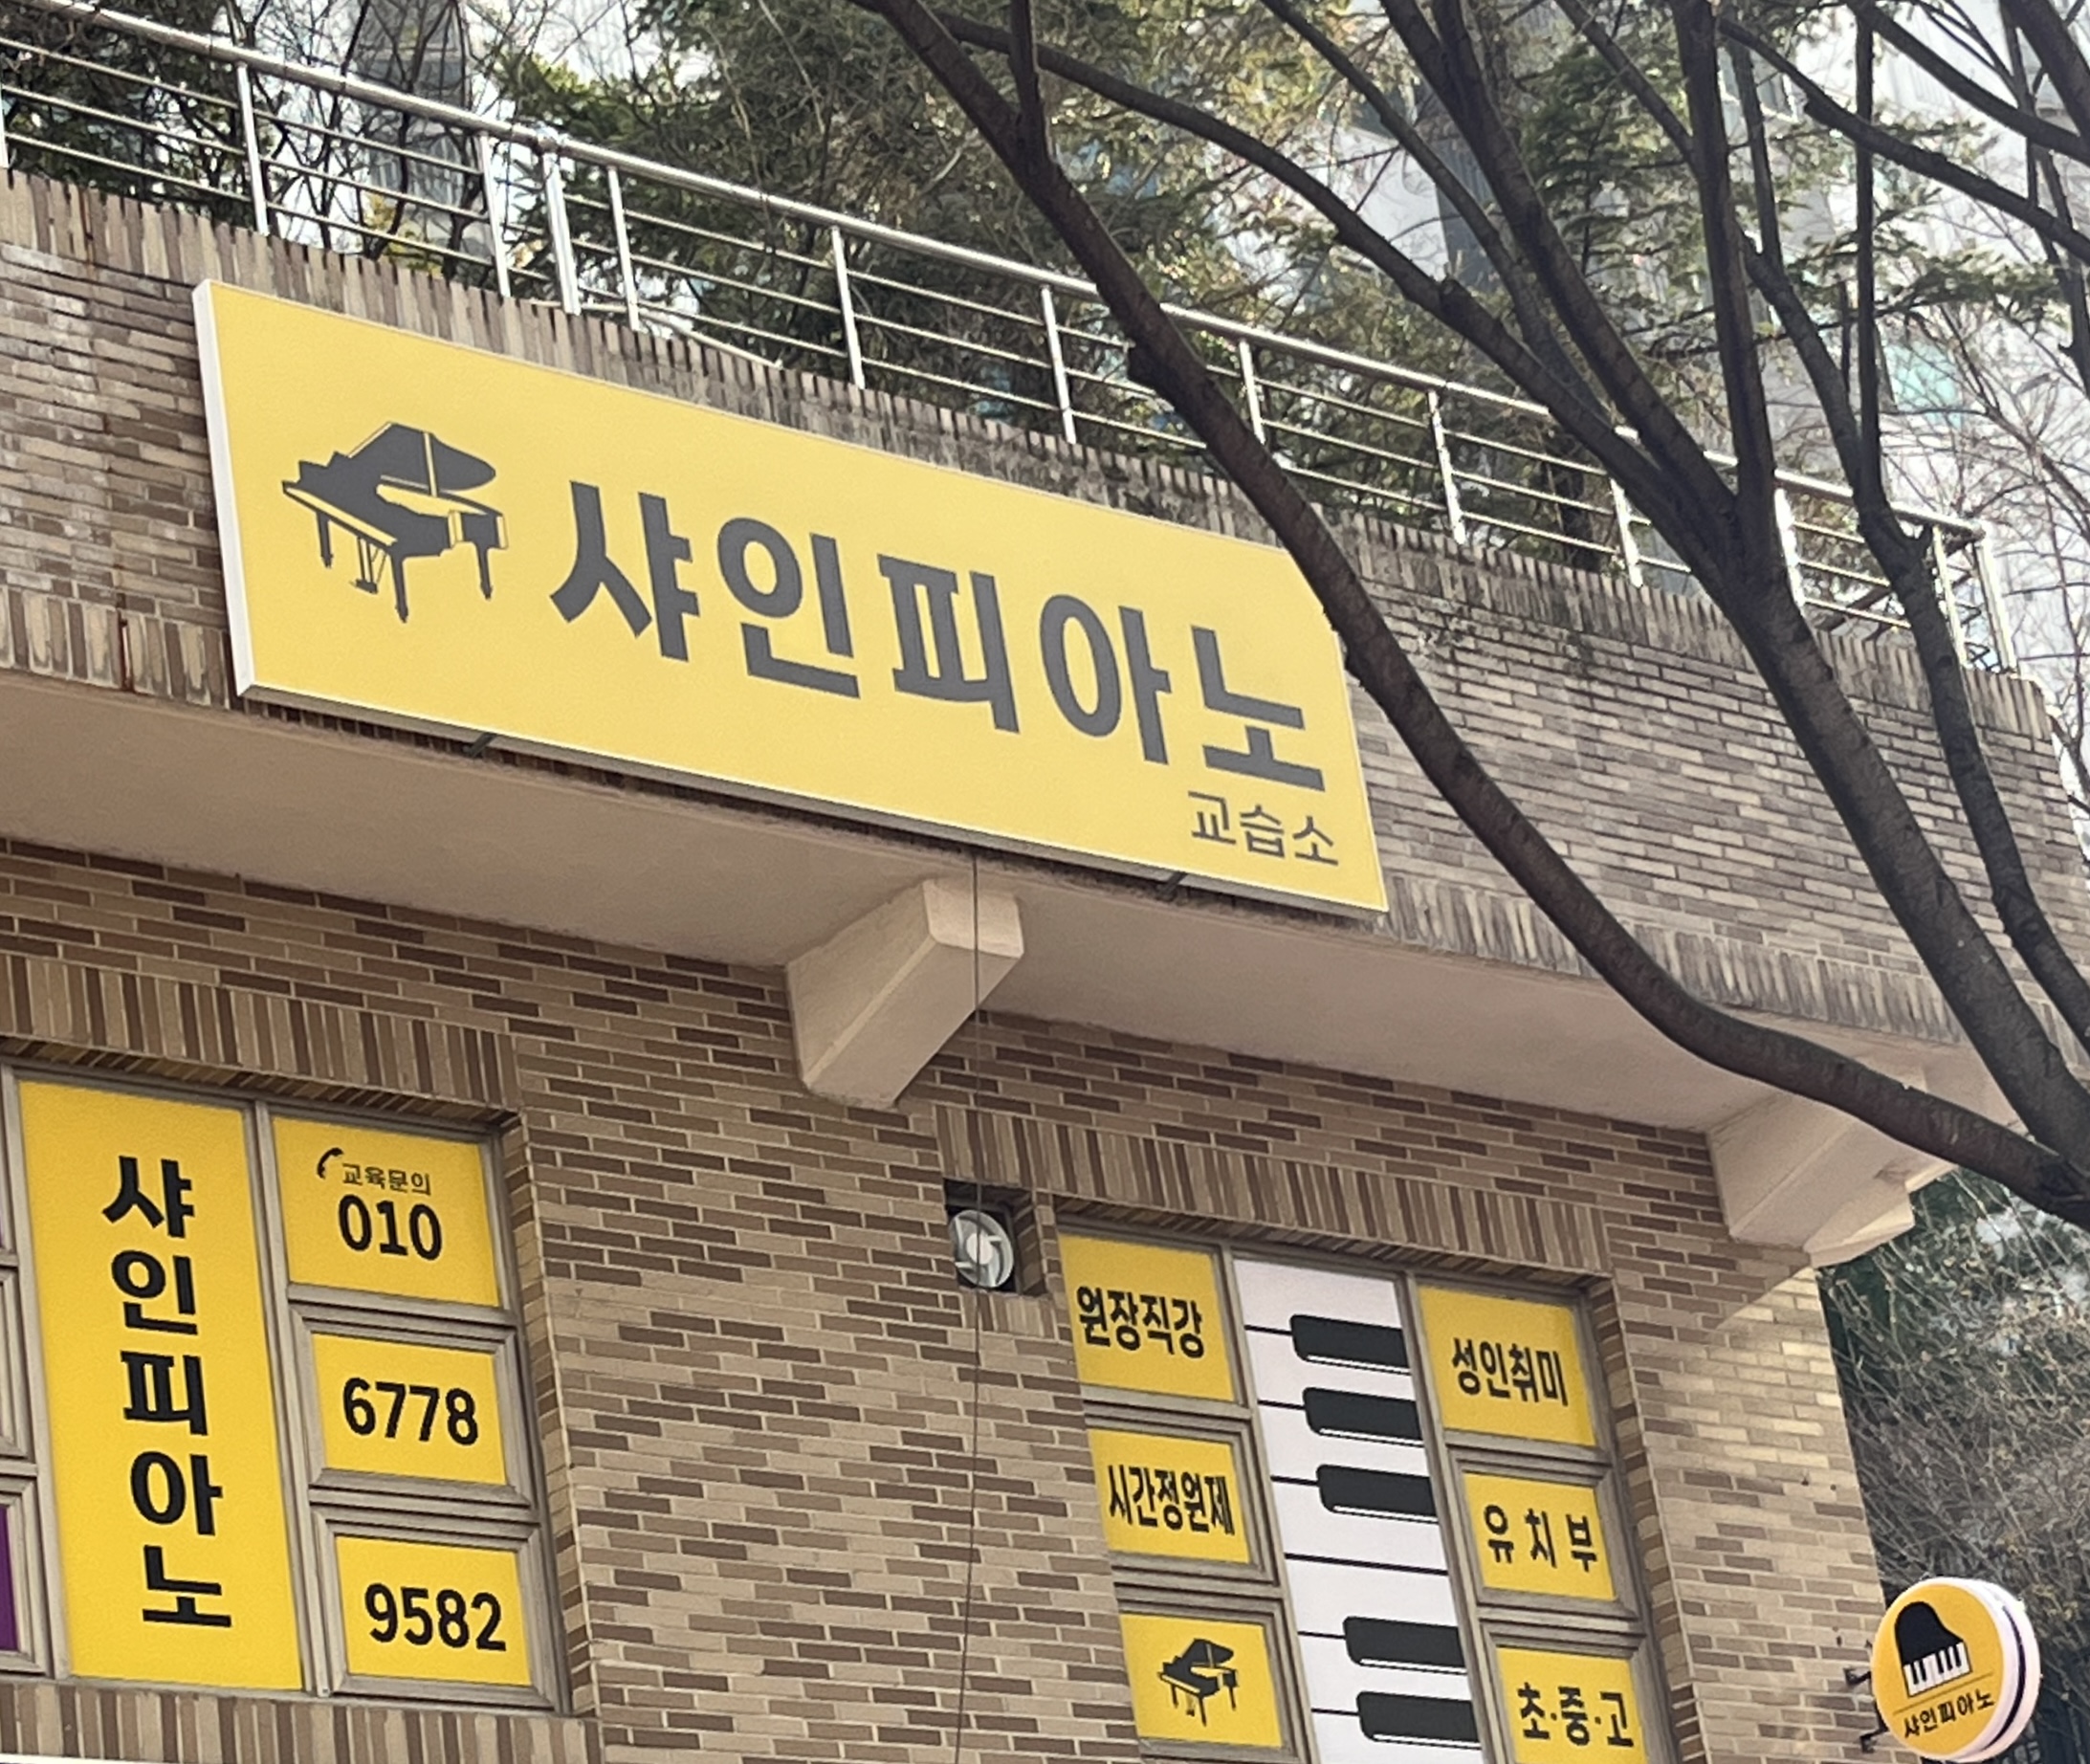 샤인피아노
교습소
샤인피아노
교육문의
010
6778
9582
원장직강
시간정원제
성인취미
유치부
초·중·고
샤인피아노